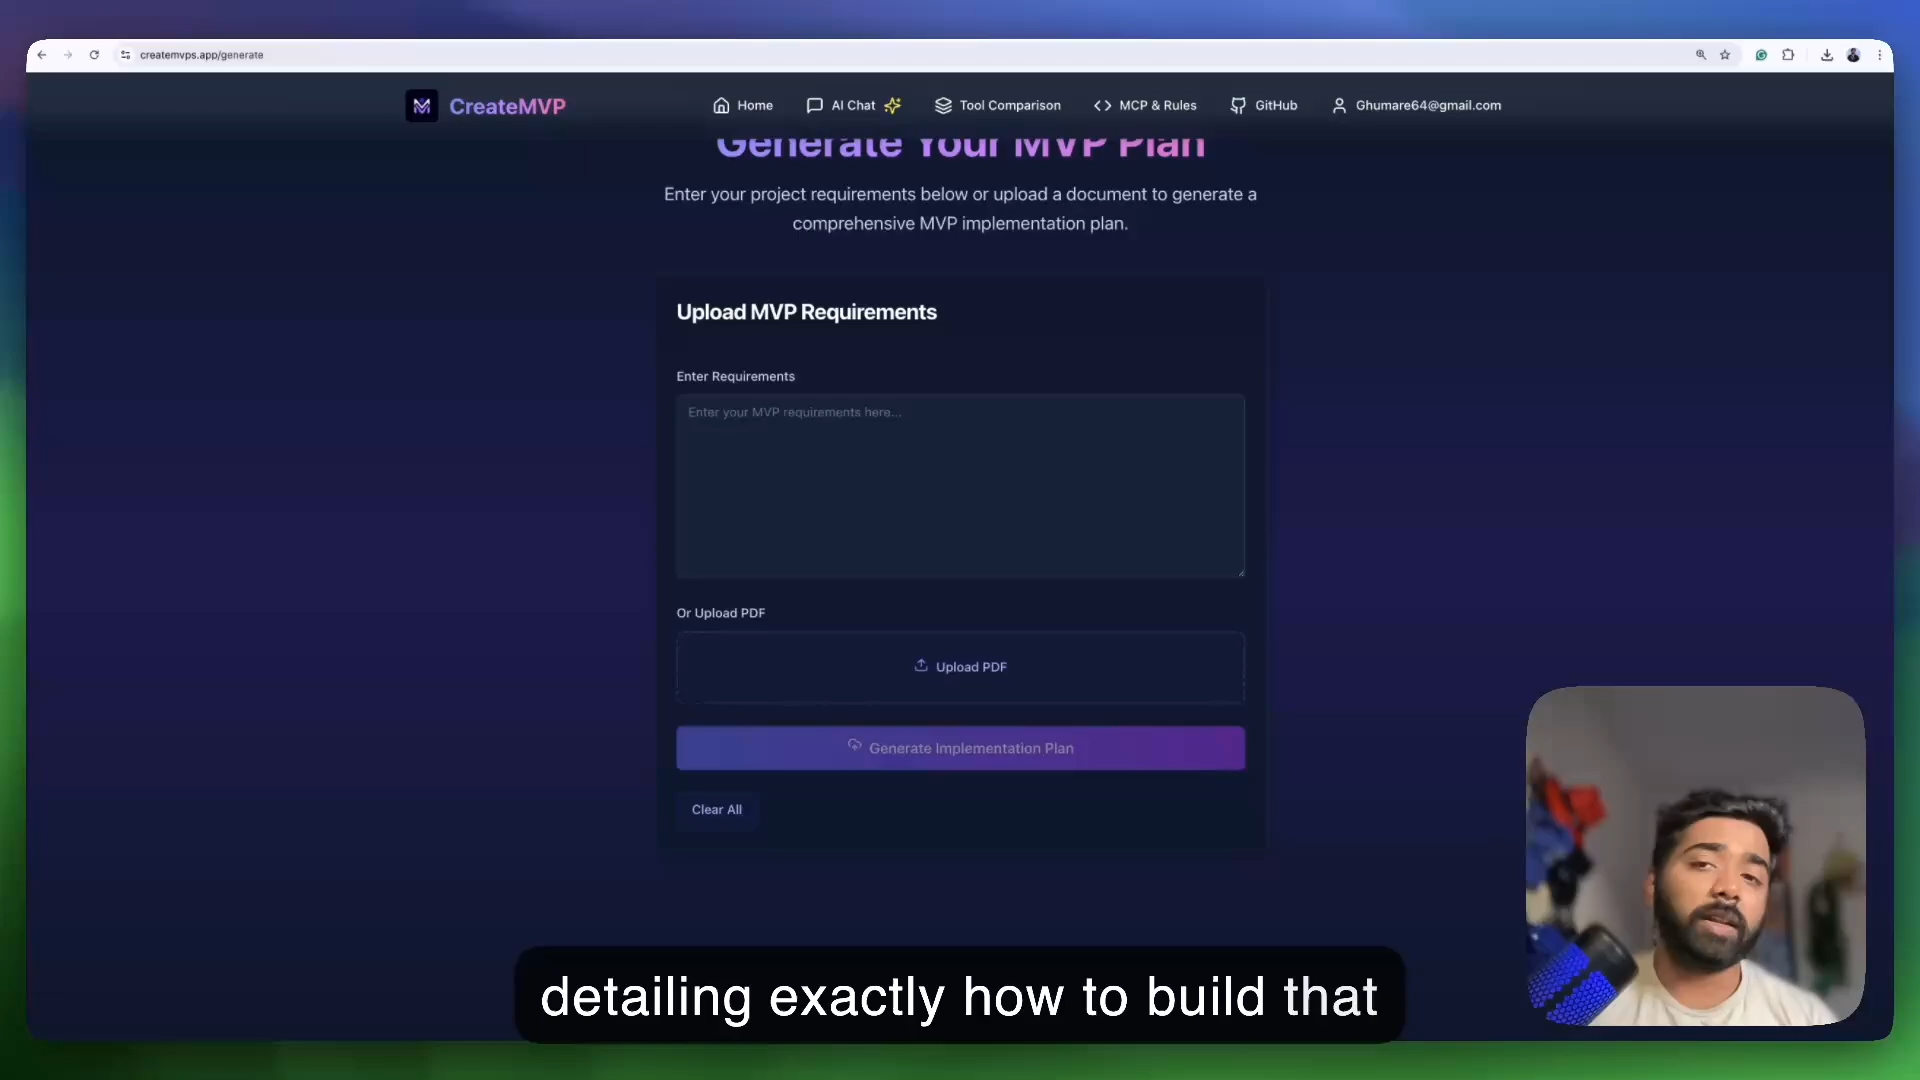 createmvps.app/generate
CreateMVP
Home
AI Chat
Tool Comparison
MCP & Rules
GitHub
Ghumare64@gmail.com
Generate Your MVP Plan
Enter your project requirements below or upload a document to generate a
comprehensive MVP implementation plan.
Upload MVP Requirements
Enter Requirements
Enter your MVP requirements here...
Or Upload PDF
Upload PDF
Generate Implementation Plan
Clear All
detailing exactly how to build that